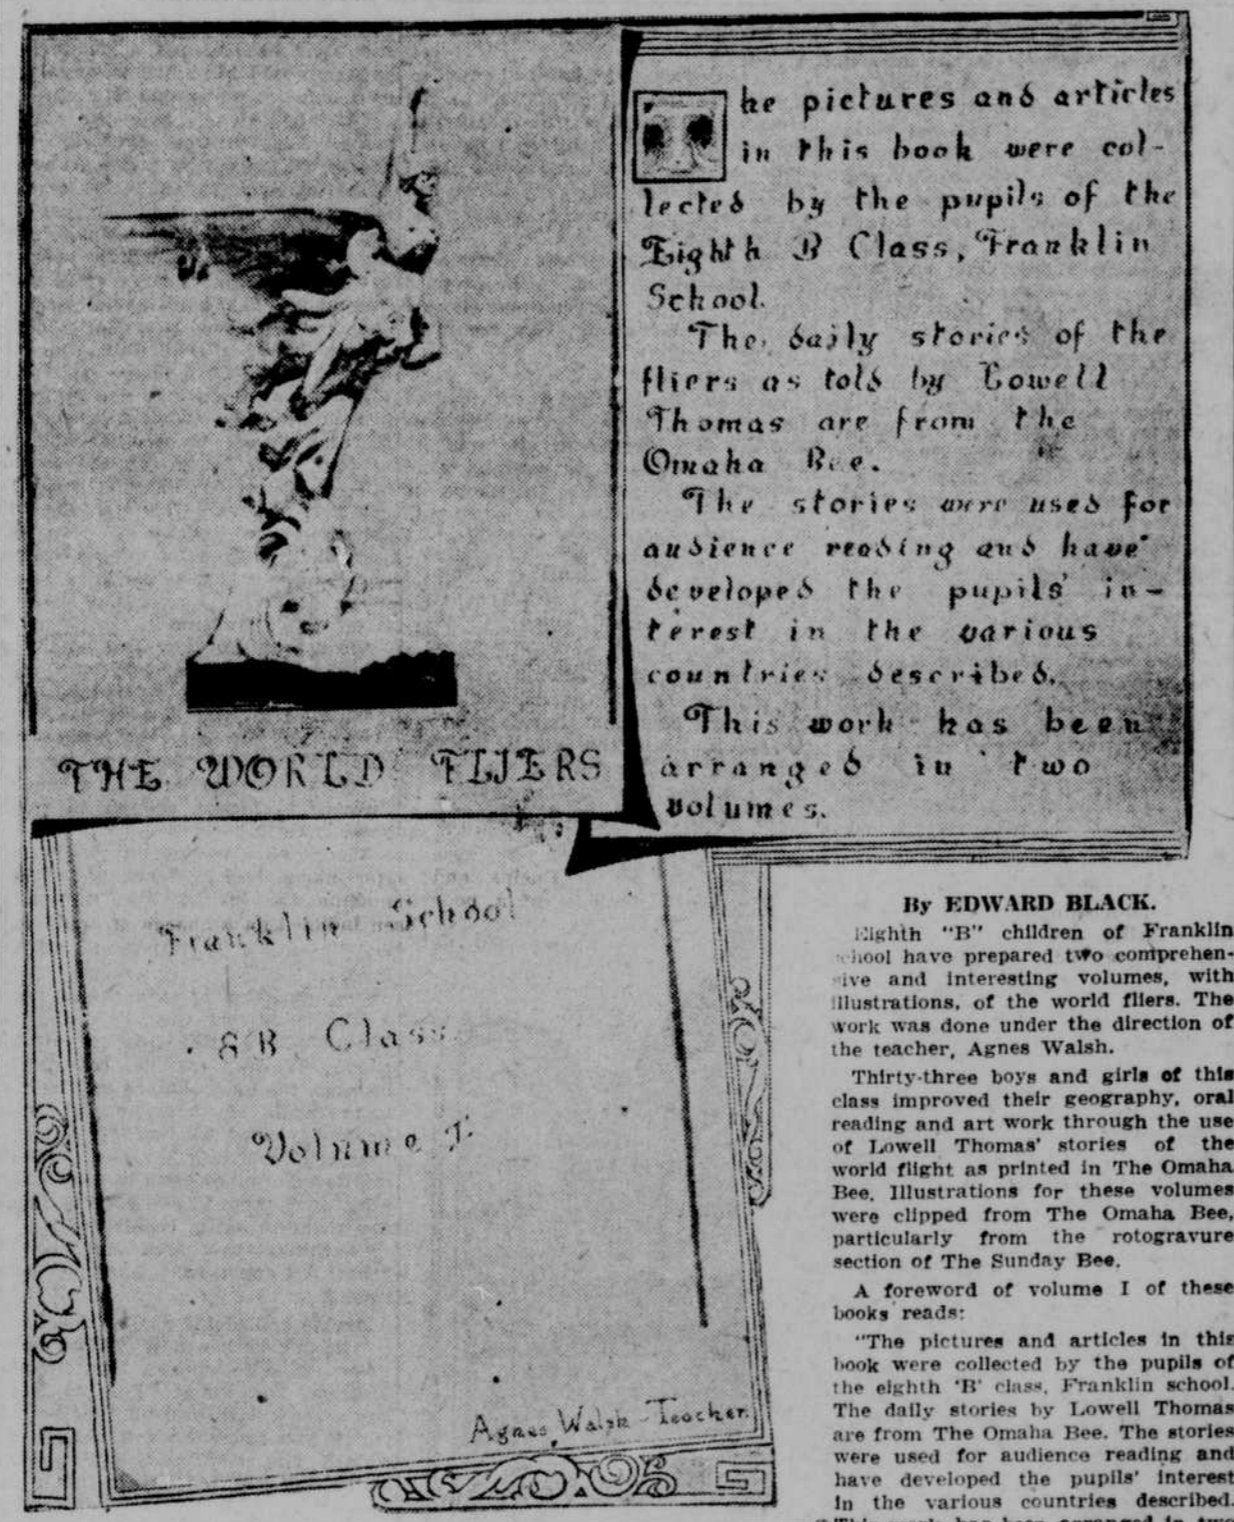 THE WORLD FLIERS
The pictures and articles
in this book were col-
lected by the pupils of the
Eighth B Class, Franklin
School.
The daily stories of the
fliers as told by Lowell
Thomas are from the
Omaha Bee.
The stories were used for
audience reading and have
developed the pupils' in-
terest in the various
countries described.
This work has been
arranged in two
volumes.
Franklin School
8B Class
Volume I
Agnes Walsh-Teacher
By EDWARD BLACK.
Eighth "B" children of Franklin
school have prepared two comprehen-
sive and interesting volumes, with
illustrations, of the world fliers. The
work was done under the direction of
the teacher, Agnes Walsh.
Thirty-three boys and girls of this
class improved their geography, oral
reading and art work through the use
of Lowell Thomas' stories of the
world flight as printed in The Omaha
Bee. Illustrations for these volumes
were clipped from The Omaha Bee,
particularly from the rotogravure
section of The Sunday Bee.
A foreword of volume I of these
books reads:
"The pictures and articles in this
book were collected by the pupils of
the eighth 'B' class, Franklin school.
The daily stories by Lowell Thomas
are from The Omaha Bee. The stories
were used for audience reading and
have developed the pupils' interest
in the various countries described.
This work has been arranged in two